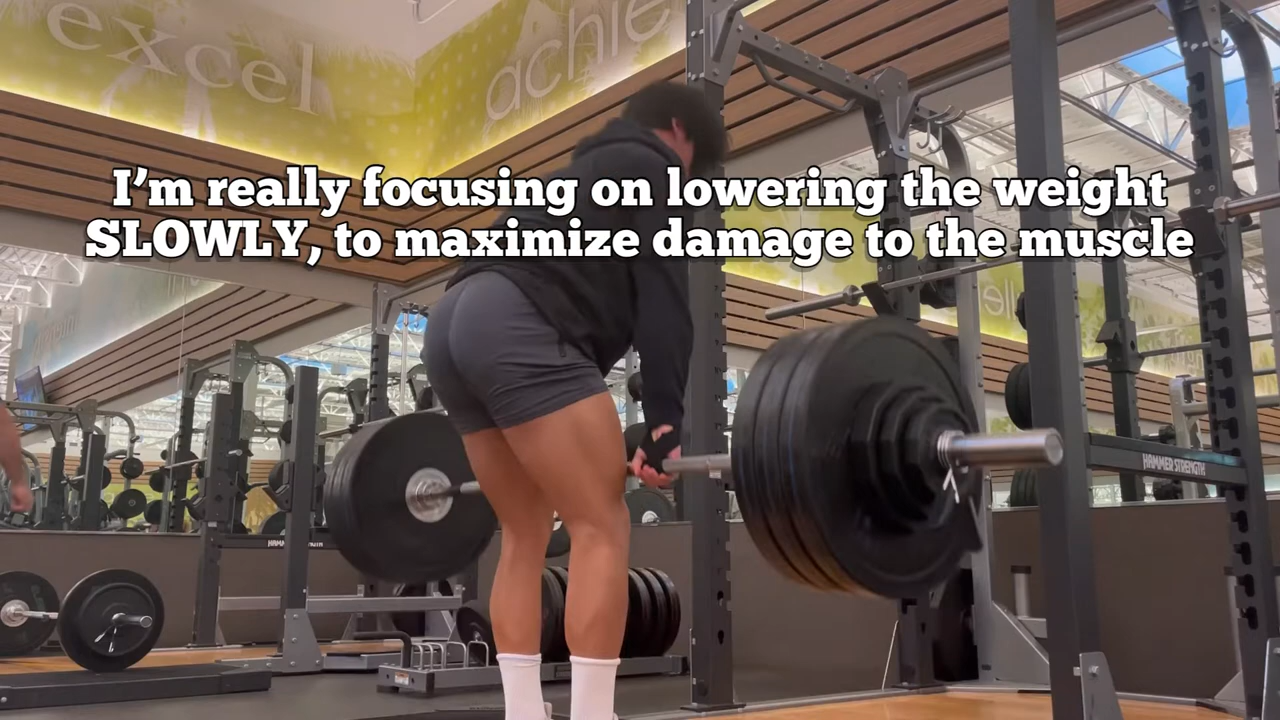 excel
achie
I’m really focusing on lowering the weight
SLOWLY, to maximize damage to the muscle
HAMMER STRENGTH